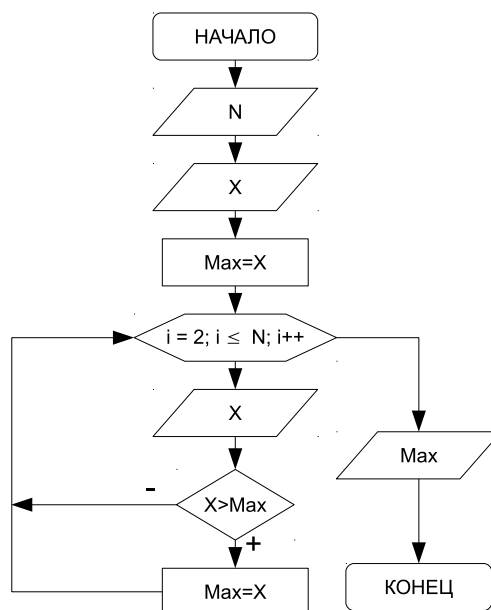 НАЧАЛО
N
X
Max=X
i = 2; i ≤ N; i++
X
X>Max
-
+
Max=X
Max
КОНЕЦ